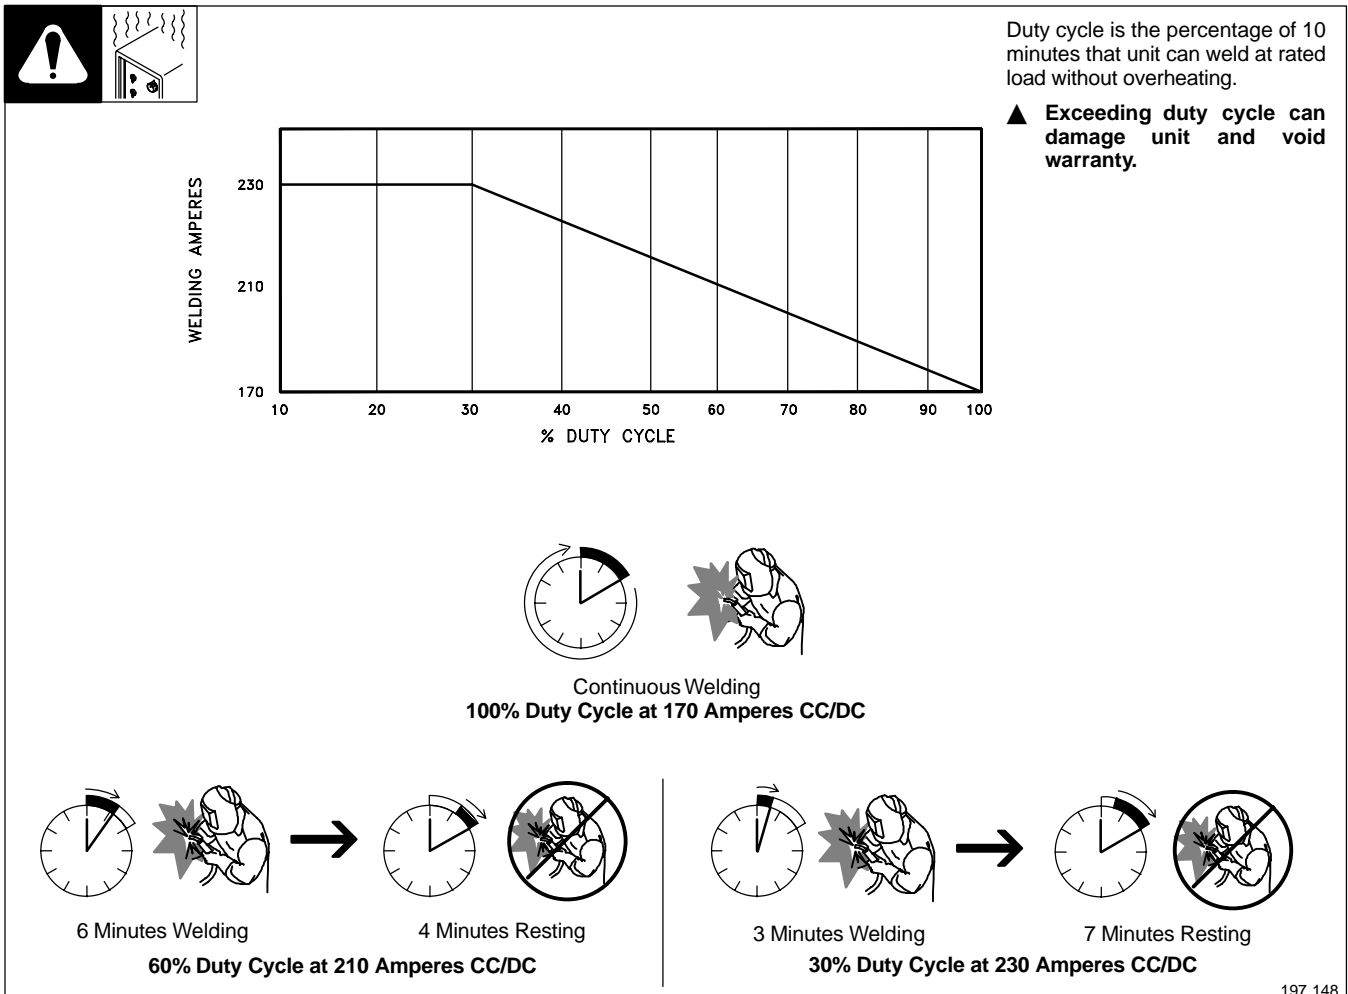 Duty cycle is the percentage of 10
minutes that unit can weld at rated
load without overheating.
Exceeding duty cycle can
damage unit and void
warranty.
WELDING AMPERES
230
210
170
10 20 30 40 50 60 70 80 90 100
% DUTY CYCLE
Continuous Welding
100% Duty Cycle at 170 Amperes CC/DC
6 Minutes Welding
4 Minutes Resting
60% Duty Cycle at 210 Amperes CC/DC
3 Minutes Welding
7 Minutes Resting
30% Duty Cycle at 230 Amperes CC/DC
197 148